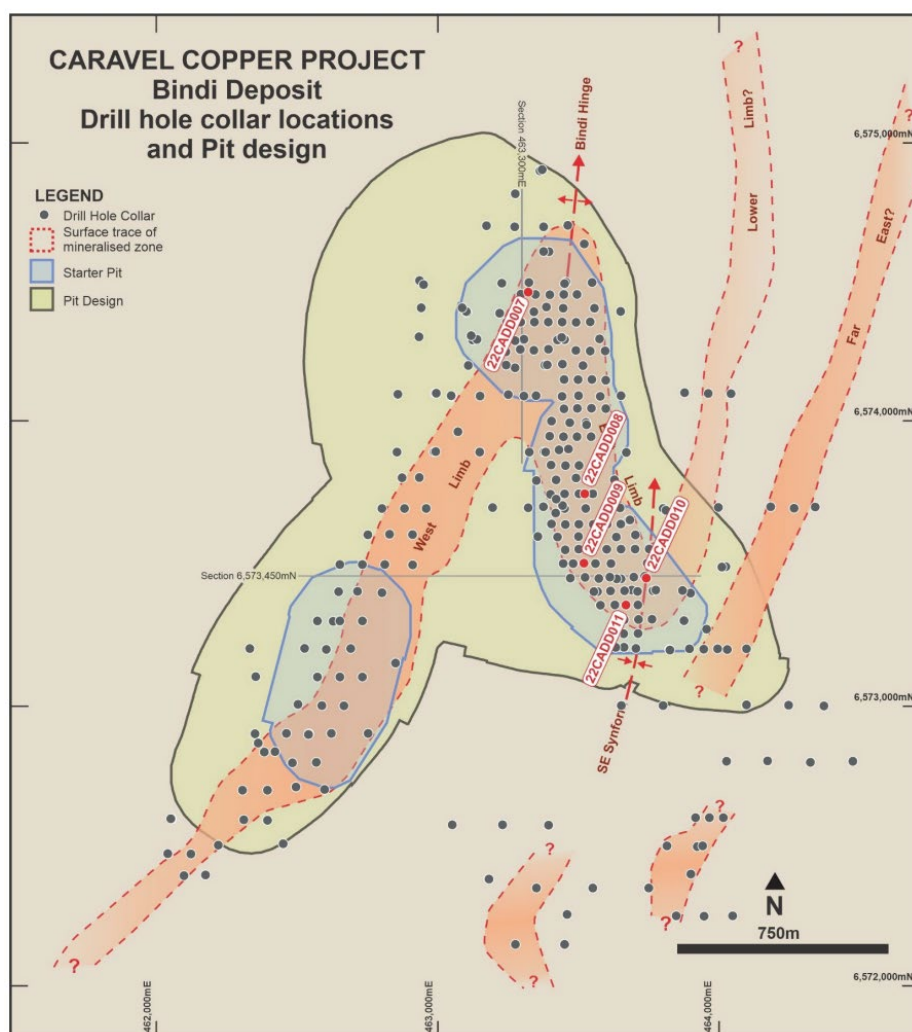 CARAVEL COPPER PROJECT
Bindi Deposit
Drill hole collar locations
and Pit design
LEGEND
Drill Hole Collar
Surface trace of
mineralised zone
Starter Pit
Pit Design
Section 463,300mE
Bindi Hinge
?
Limb?
Lower
?
East?
Far
6,575,000mN
22CADD007
6,574,000mN
22CADD008
Limb
22CADD009
22CADD010
West
Limb
Section 6,573,450mN
22CADD011
?
SE Synform
6,573,000mN
?
?
?
?
?
N
750m
6,572,000mN
462,000mE
463,000mE
464,000mE